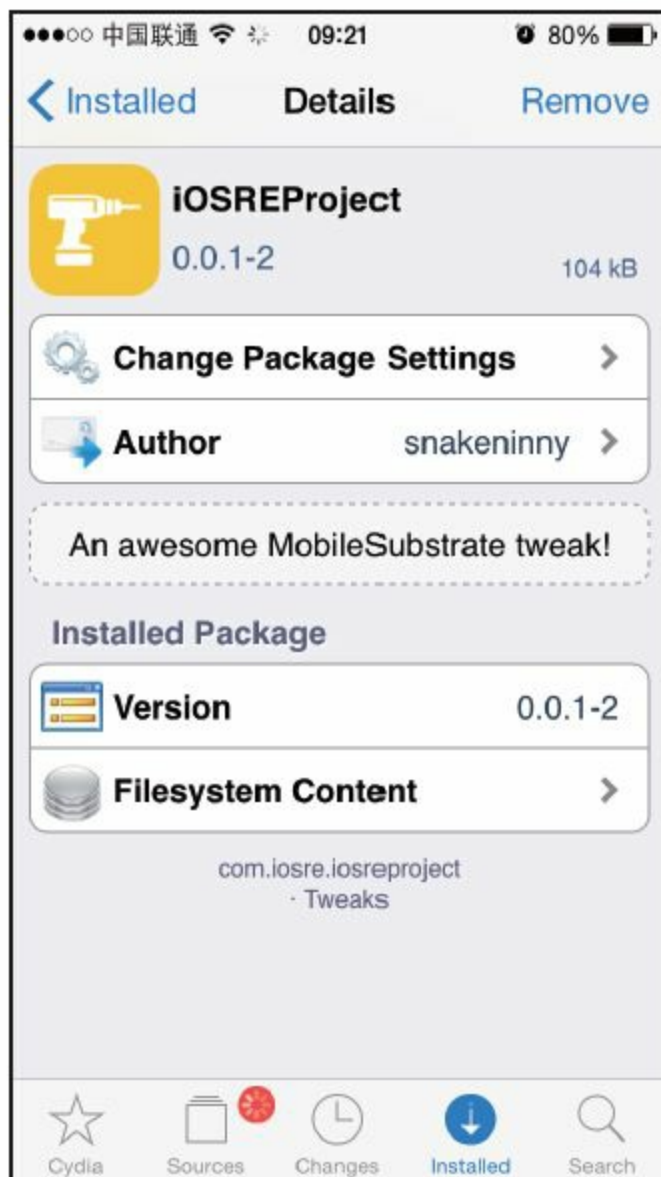 中国联通 09:21 80%
Installed Details Remove
iOSREProject
0.0.1-2 104 kB
Change Package Settings
Author snakeninny
An awesome MobileSubstrate tweak!
Installed Package
Version 0.0.1-2
Filesystem Content
com.iosre.iosreproject
· Tweaks
Cydia Sources Changes Installed Search